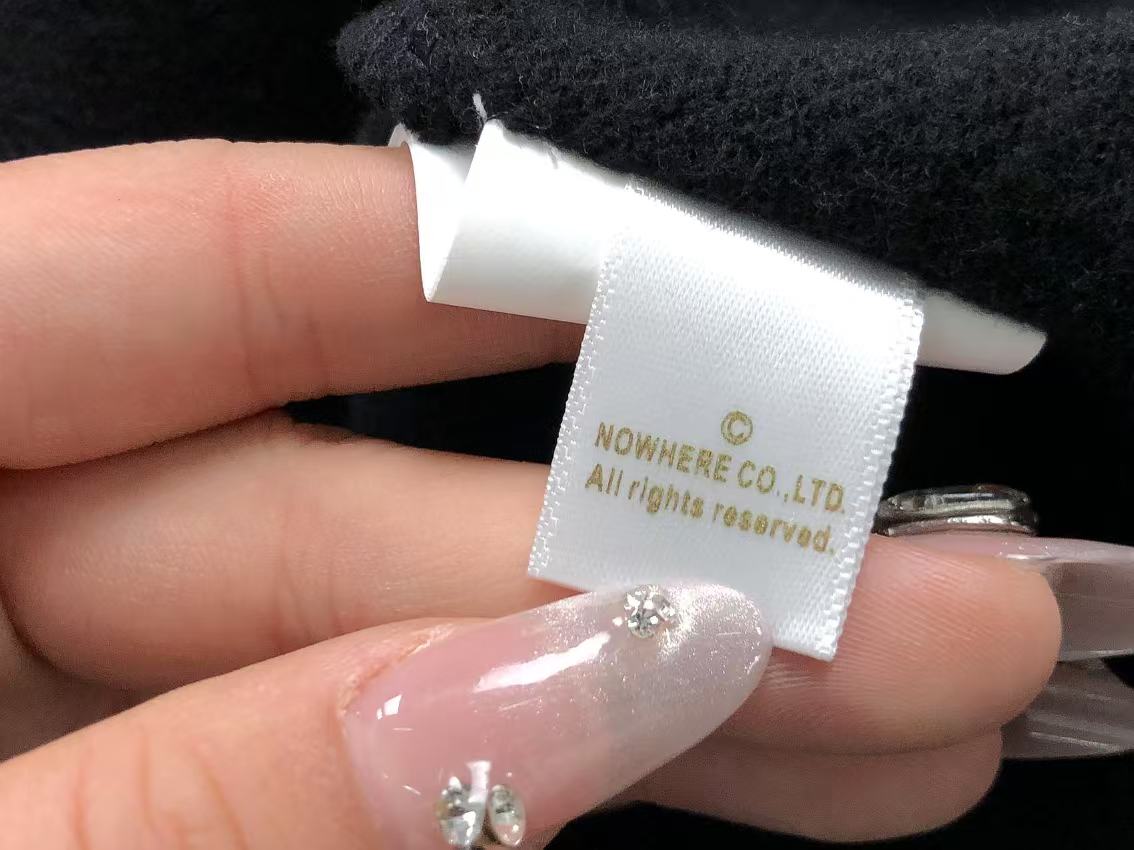 ©
NOWHERE CO.,LTD.
All rights reserved.